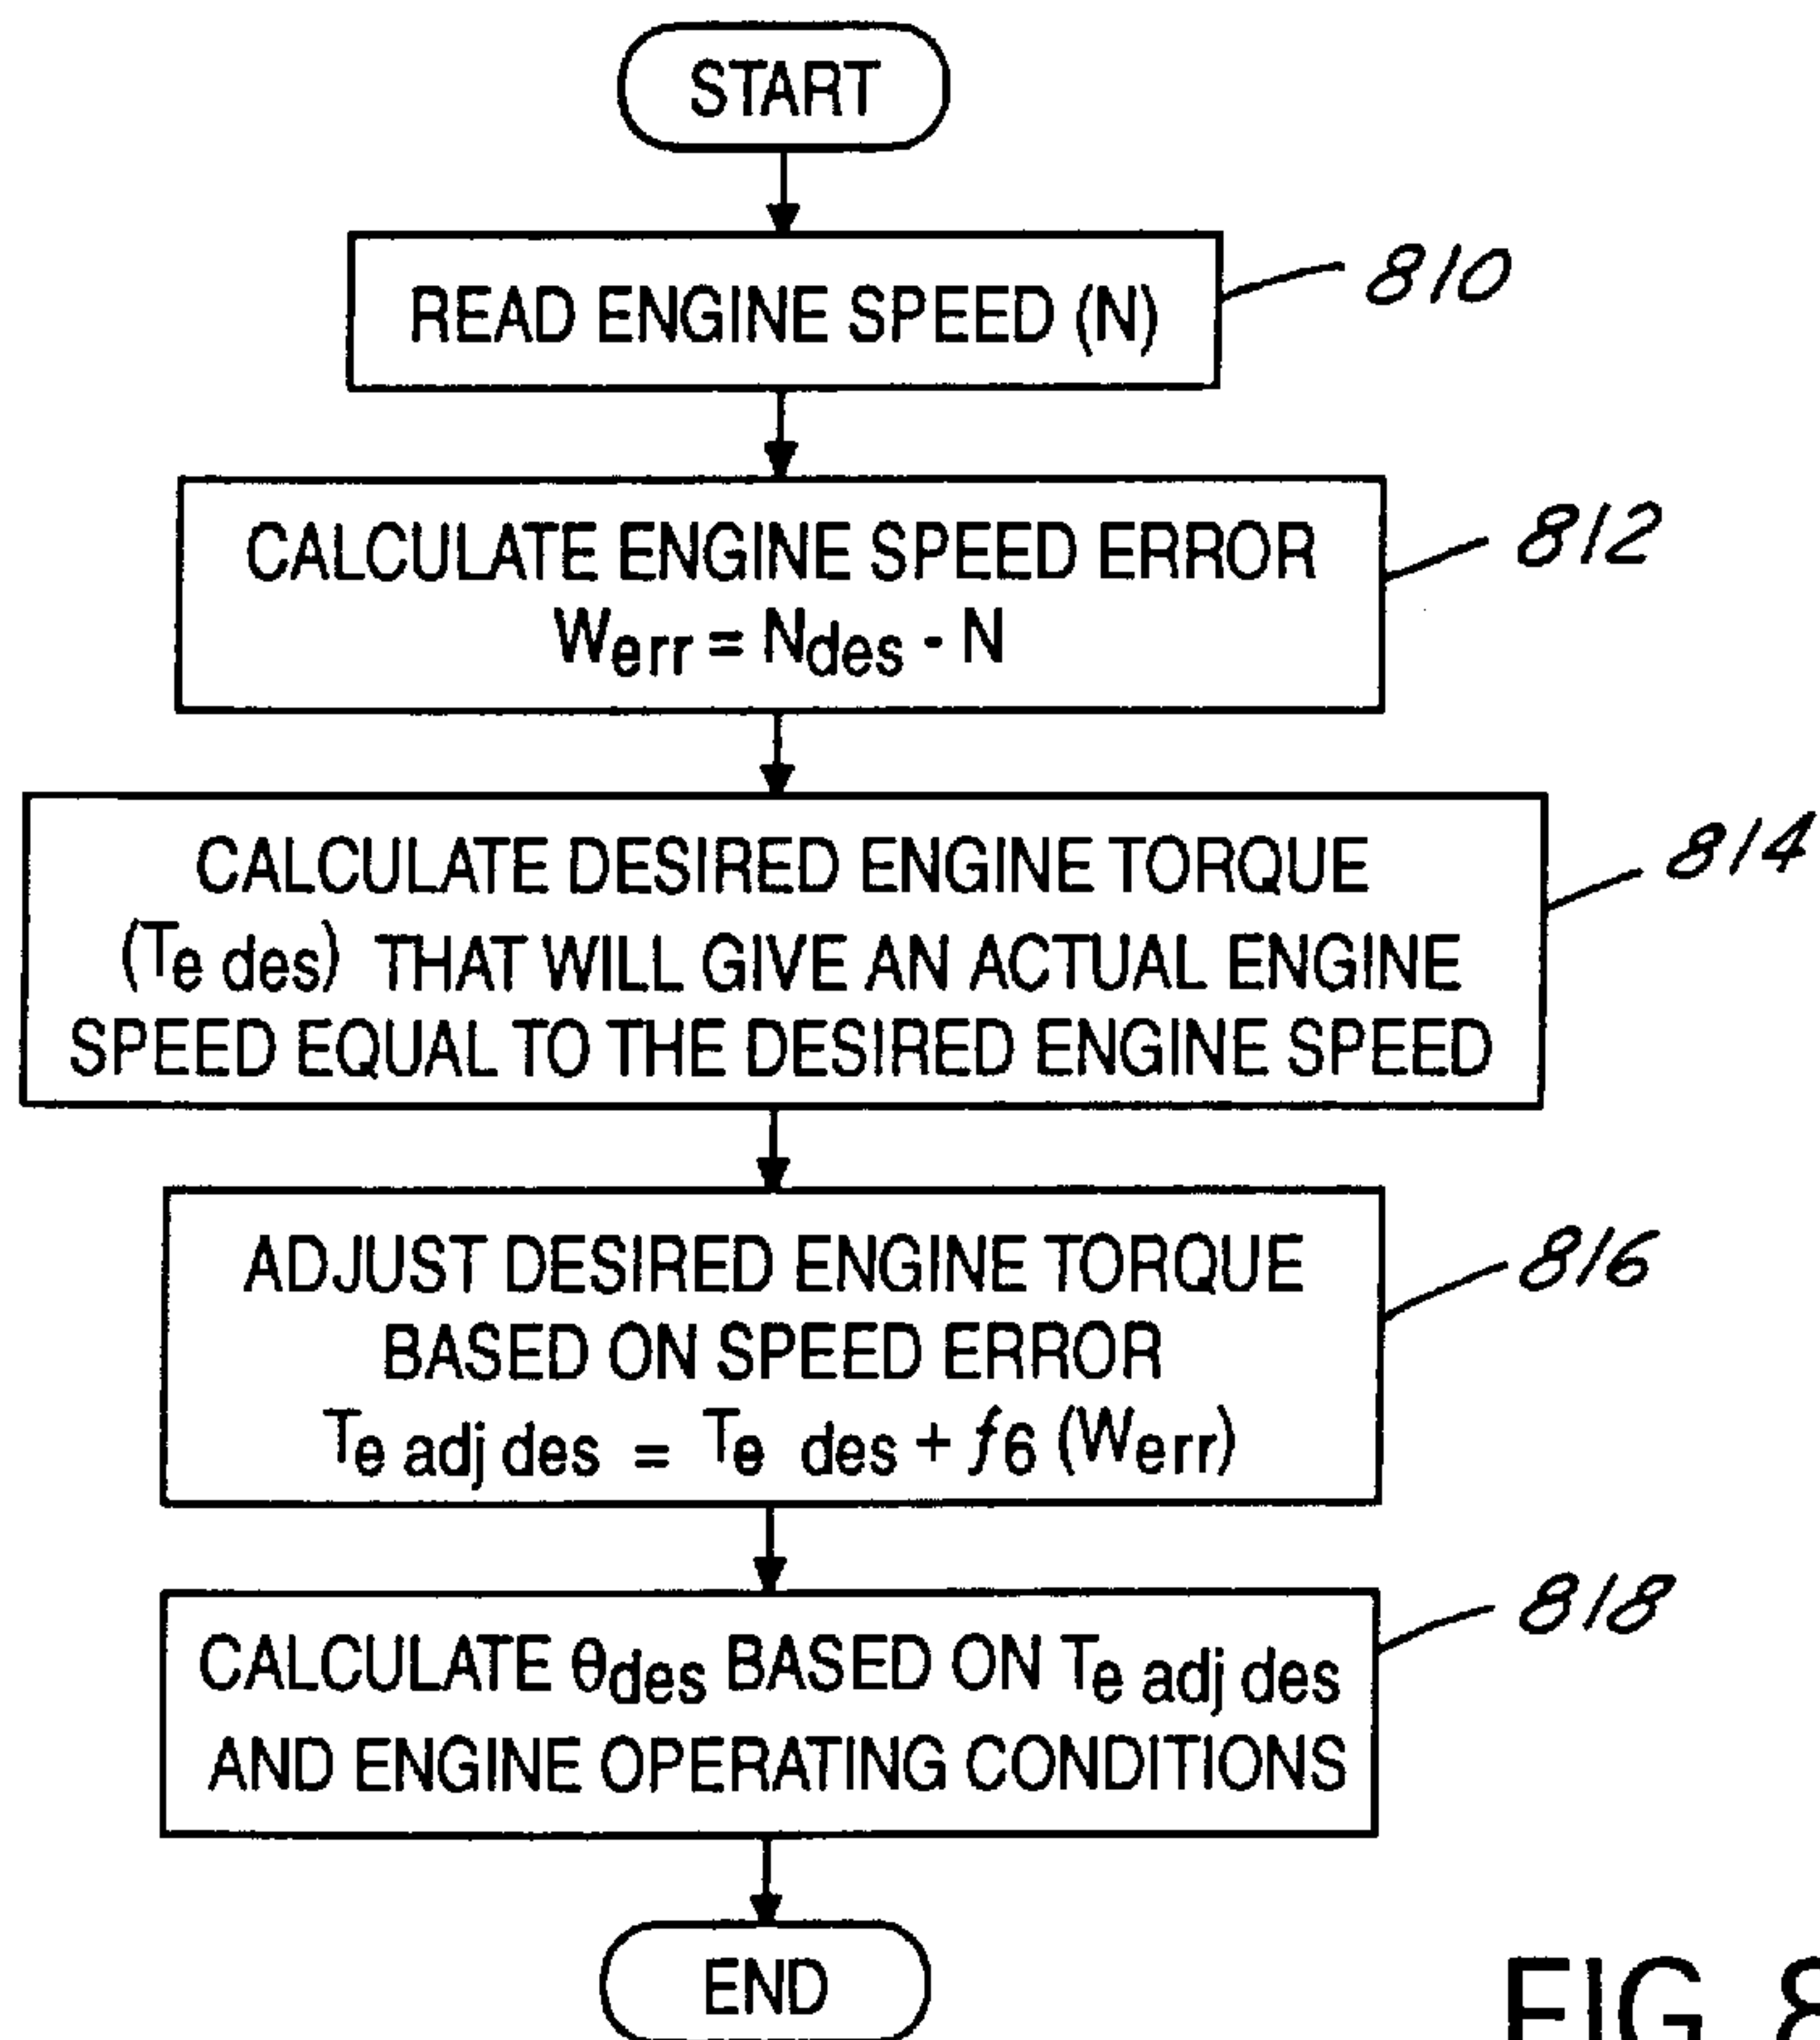 START
READ ENGINE SPEED (N)
810
CALCULATE ENGINE SPEED ERROR
Werr = Ndes - N
812
CALCULATE DESIRED ENGINE TORQUE
(Te des) THAT WILL GIVE AN ACTUAL ENGINE
SPEED EQUAL TO THE DESIRED ENGINE SPEED
814
ADJUST DESIRED ENGINE TORQUE
BASED ON SPEED ERROR
Te adj des = Te des + f6 (Werr)
816
CALCULATE θdes BASED ON Te adj des
AND ENGINE OPERATING CONDITIONS
818
END
FIG. 8